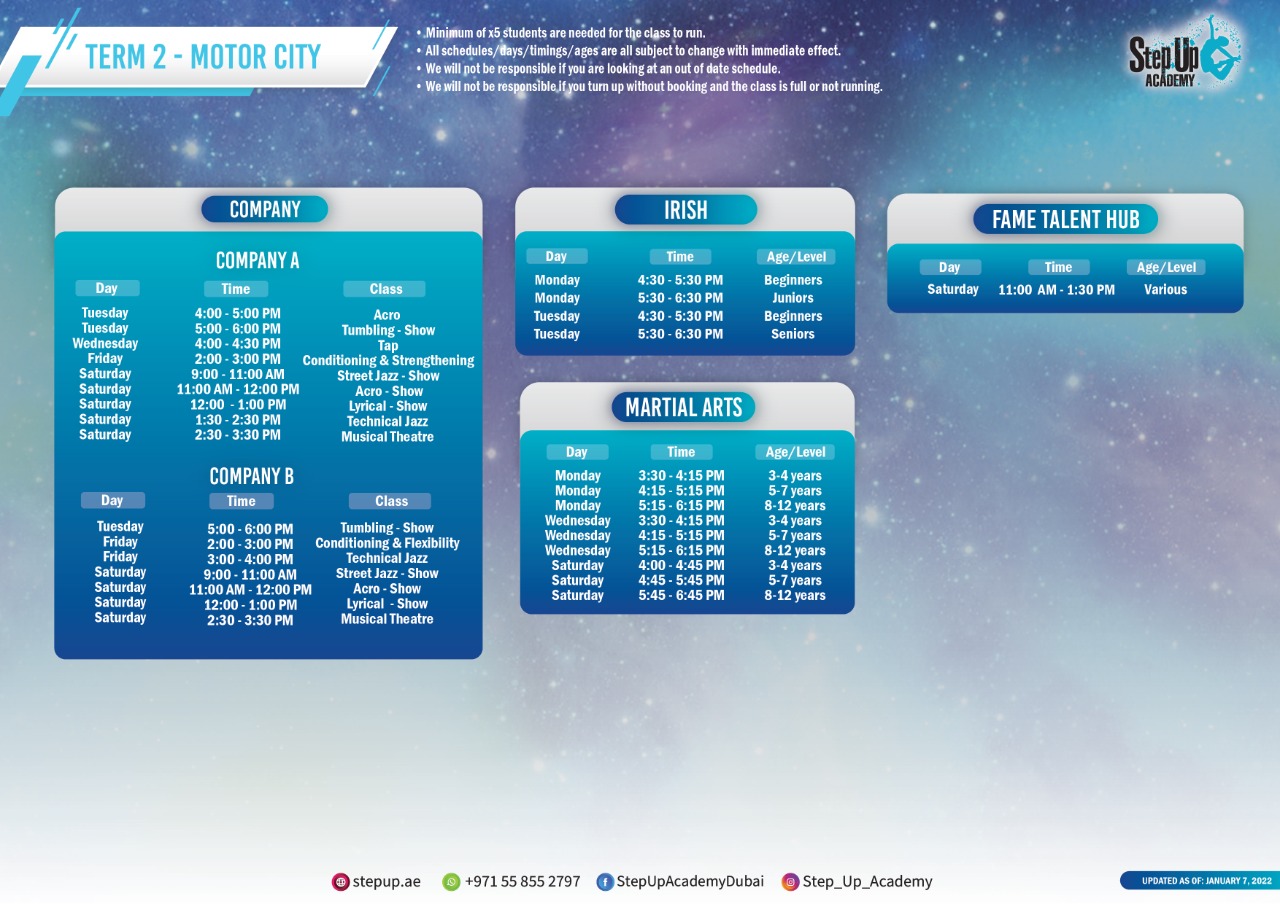 TERM 2 - MOTOR CITY
• Minimum of x5 students are needed for the class to run.
• All schedules/days/timings/ages are all subject to change with immediate effect.
• We will not be responsible if you are looking at an out of date schedule.
• We will not be responsible if you turn up without booking and the class is full or not running.
Step Up
ACADEMY
COMPANY
COMPANY A
Day Time Class
Tuesday 4:00 - 5:00 PM Acro
Tuesday 5:00 - 6:00 PM Tumbling - Show
Wednesday 4:00 - 4:30 PM Tap
Friday 2:00 - 3:00 PM Conditioning & Strengthening
Saturday 9:00 - 11:00 AM Street Jazz - Show
Saturday 11:00 AM - 12:00 PM Acro - Show
Saturday 12:00 - 1:00 PM Lyrical - Show
Saturday 1:30 - 2:30 PM Technical Jazz
Saturday 2:30 - 3:30 PM Musical Theatre
COMPANY B
Day Time Class
Tuesday 5:00 - 6:00 PM Tumbling - Show
Friday 2:00 - 3:00 PM Conditioning & Flexibility
Friday 3:00 - 4:00 PM Technical Jazz
Saturday 9:00 - 11:00 AM Street Jazz - Show
Saturday 11:00 AM - 12:00 PM Acro - Show
Saturday 12:00 - 1:00 PM Lyrical - Show
Saturday 2:30 - 3:30 PM Musical Theatre
IRISH
Day Time Age/Level
Monday 4:30 - 5:30 PM Beginners
Monday 5:30 - 6:30 PM Juniors
Tuesday 4:30 - 5:30 PM Beginners
Tuesday 5:30 - 6:30 PM Seniors
MARTIAL ARTS
Day Time Age/Level
Monday 3:30 - 4:15 PM 3-4 years
Monday 4:15 - 5:15 PM 5-7 years
Monday 5:15 - 6:15 PM 8-12 years
Wednesday 3:30 - 4:15 PM 3-4 years
Wednesday 4:15 - 5:15 PM 5-7 years
Wednesday 5:15 - 6:15 PM 8-12 years
Saturday 4:00 - 4:45 PM 3-4 years
Saturday 4:45 - 5:45 PM 5-7 years
Saturday 5:45 - 6:45 PM 8-12 years
FAME TALENT HUB
Day Time Age/Level
Saturday 11:00 AM - 1:30 PM Various
stepup.ae +971 55 855 2797 StepUpAcademyDubai Step_Up_Academy
UPDATED AS OF: JANUARY 7, 2022